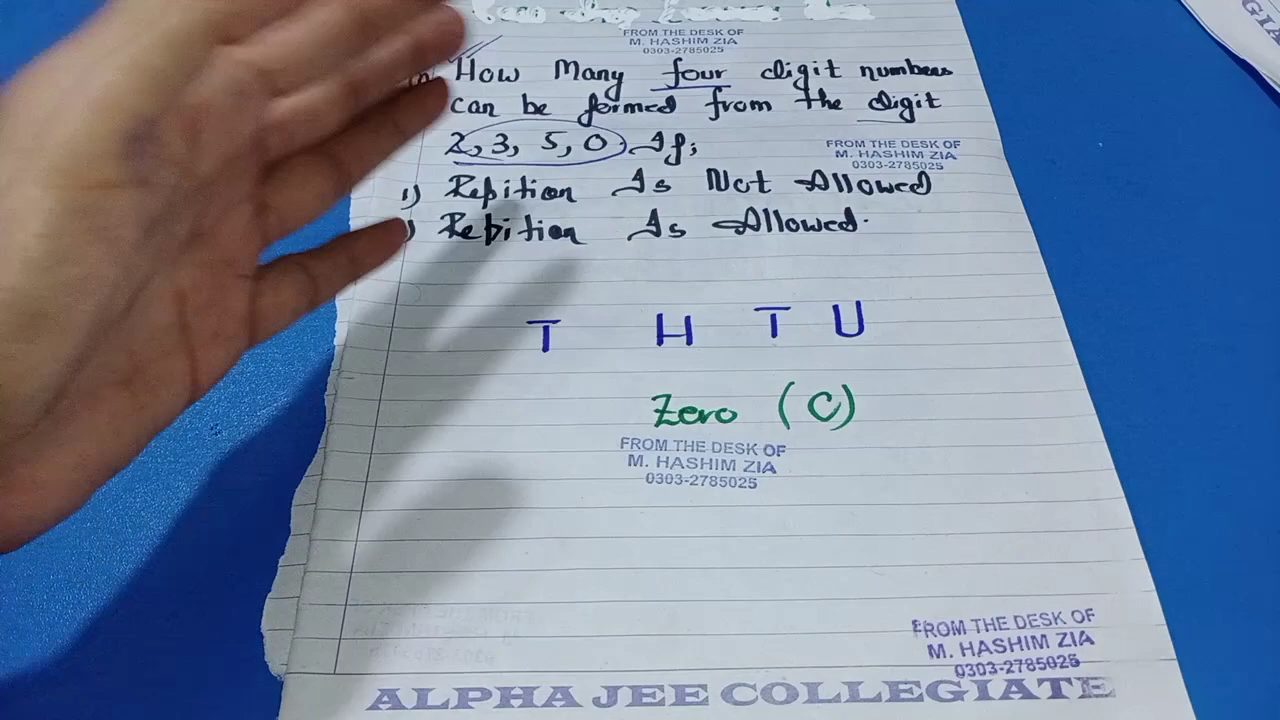 FROM THE DESK OF
M. HASHIM ZIA
0303-2785025
How Many four digit numbers
can be formed from the digit
2, 3, 5, 0 If;
FROM THE DESK OF
M. HASHIM ZIA
0303-2785025
1) Repition Is Not Allowed
) Repition Is Allowed.
T H T U
Zero (C)
FROM THE DESK OF
M. HASHIM ZIA
0303-2785025
FROM THE DESK OF
M. HASHIM ZIA
0303-2785025
ALPHA JEE COLLEGIATE